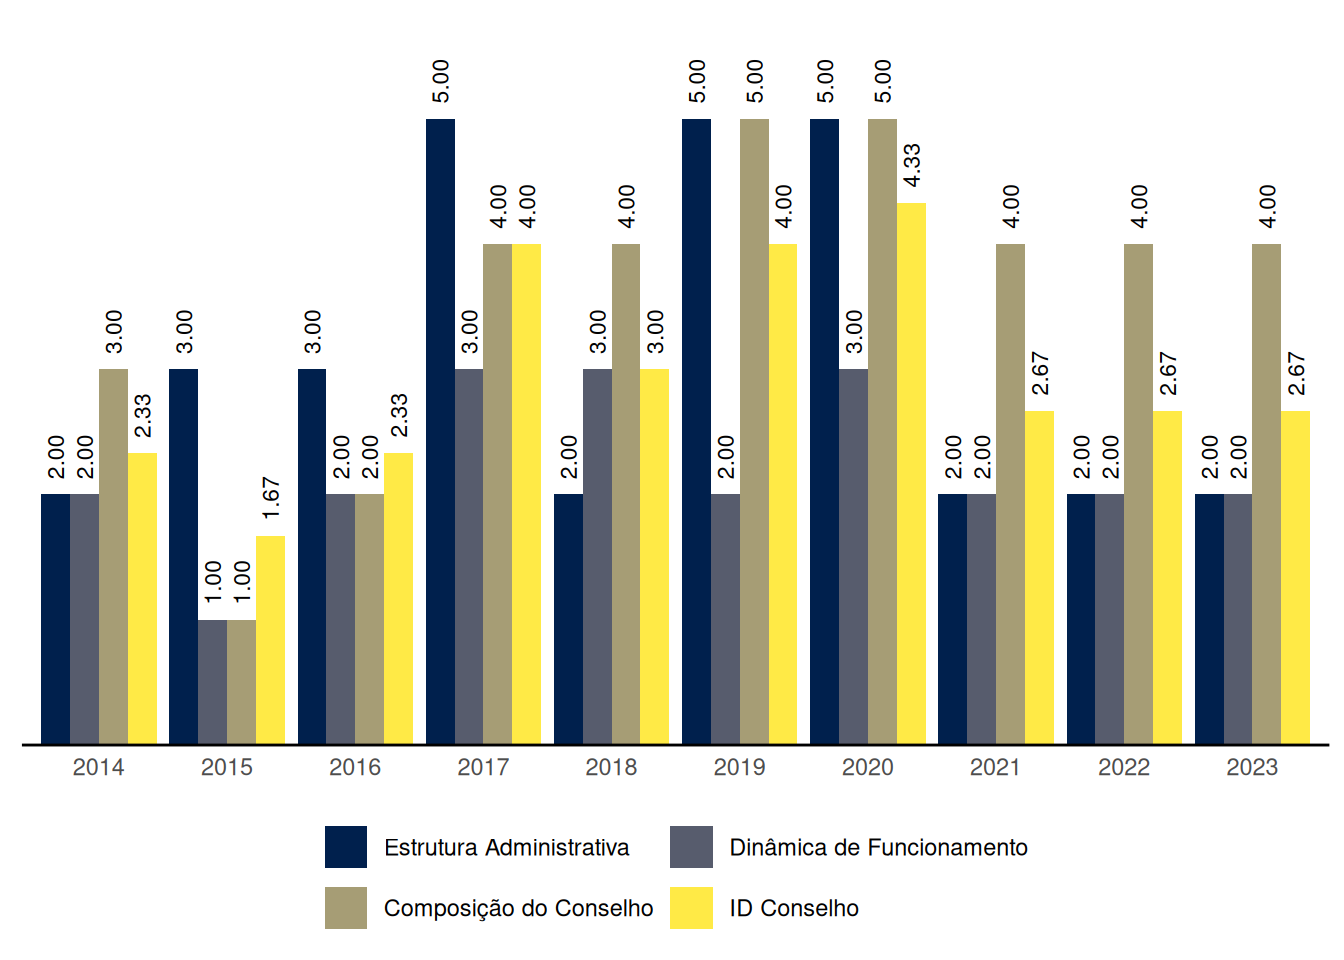 2.00 2.00 3.00 2.33
3.00 1.00 1.00 1.67
3.00 2.00 2.00 2.33
5.00 3.00 4.00 4.00
2.00 3.00 4.00 3.00
5.00 2.00 5.00 4.00
5.00 3.00 5.00 4.33
2.00 2.00 4.00 2.67
2.00 2.00 4.00 2.67
2.00 2.00 4.00 2.67
2014 2015 2016 2017 2018 2019 2020 2021 2022 2023
Estrutura Administrativa Dinâmica de Funcionamento
Composição do Conselho ID Conselho